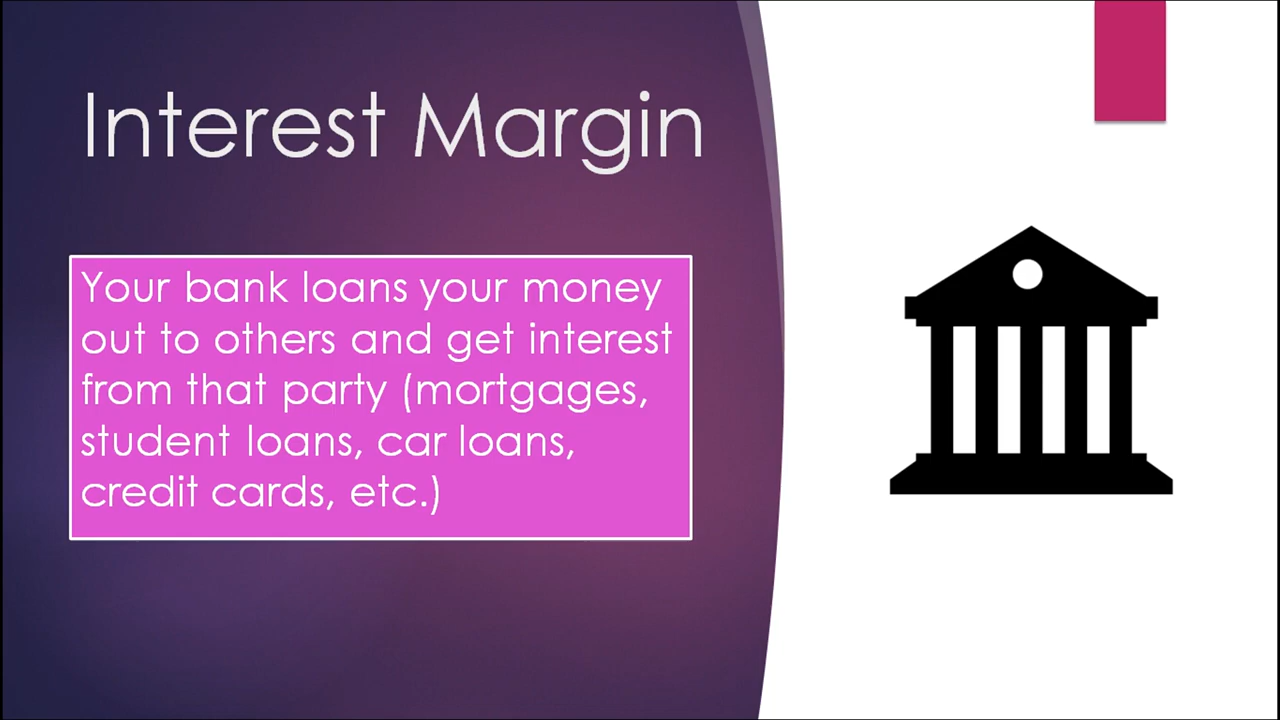 Interest Margin
Your bank loans your money
out to others and get interest
from that party (mortgages,
student loans, car loans,
credit cards, etc.)